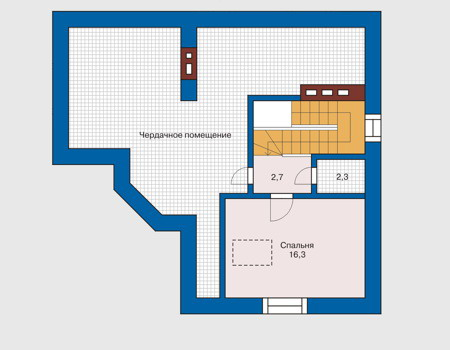 Чердачное помещение
2,7
2,3
Спальня
16,3